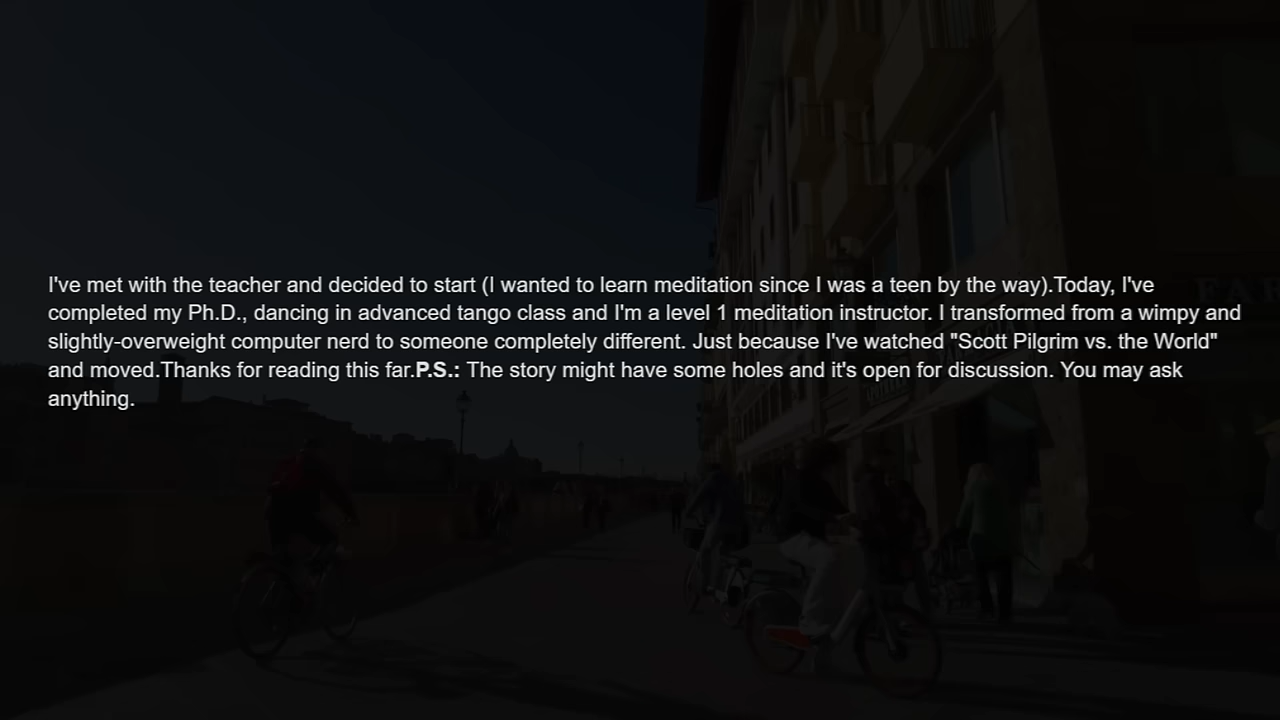 I've met with the teacher and decided to start (I wanted to learn meditation since I was a teen by the way).Today, I've
completed my Ph.D., dancing in advanced tango class and I'm a level 1 meditation instructor. I transformed from a wimpy and
slightly-overweight computer nerd to someone completely different. Just because I've watched "Scott Pilgrim vs. the World"
and moved.Thanks for reading this far.P.S.: The story might have some holes and it's open for discussion. You may ask
anything.